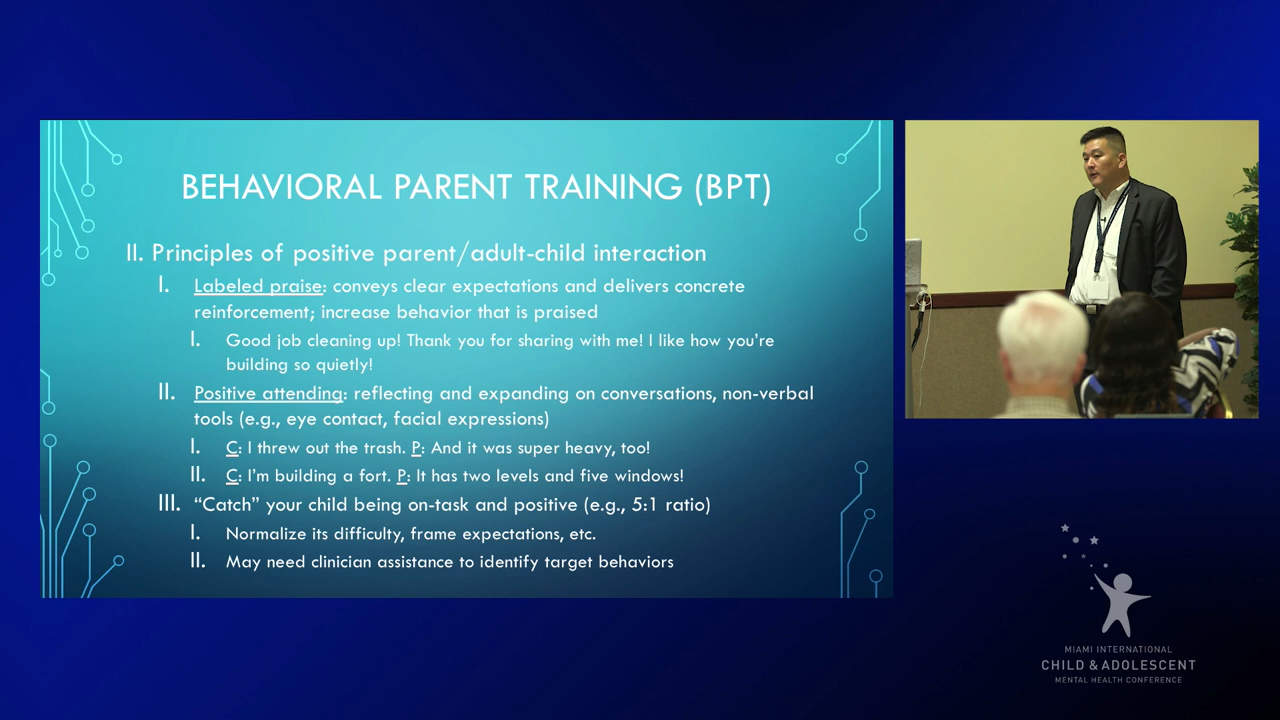 BEHAVIORAL PARENT TRAINING (BPT)
II. Principles of positive parent/adult-child interaction
I. Labeled praise: conveys clear expectations and delivers concrete
reinforcement; increase behavior that is praised
I. Good job cleaning up! Thank you for sharing with me! I like how you're
building so quietly!
II. Positive attending: reflecting and expanding on conversations, non-verbal
tools (e.g., eye contact, facial expressions)
I. C: I threw out the trash. P: And it was super heavy, too!
II. C: I'm building a fort. P: It has two levels and five windows!
III. “Catch” your child being on-task and positive (e.g., 5:1 ratio)
I. Normalize its difficulty, frame expectations, etc.
II. May need clinician assistance to identify target behaviors
MIAMI INTERNATIONAL
CHILD & ADOLESCENT
MENTAL HEALTH CONFERENCE